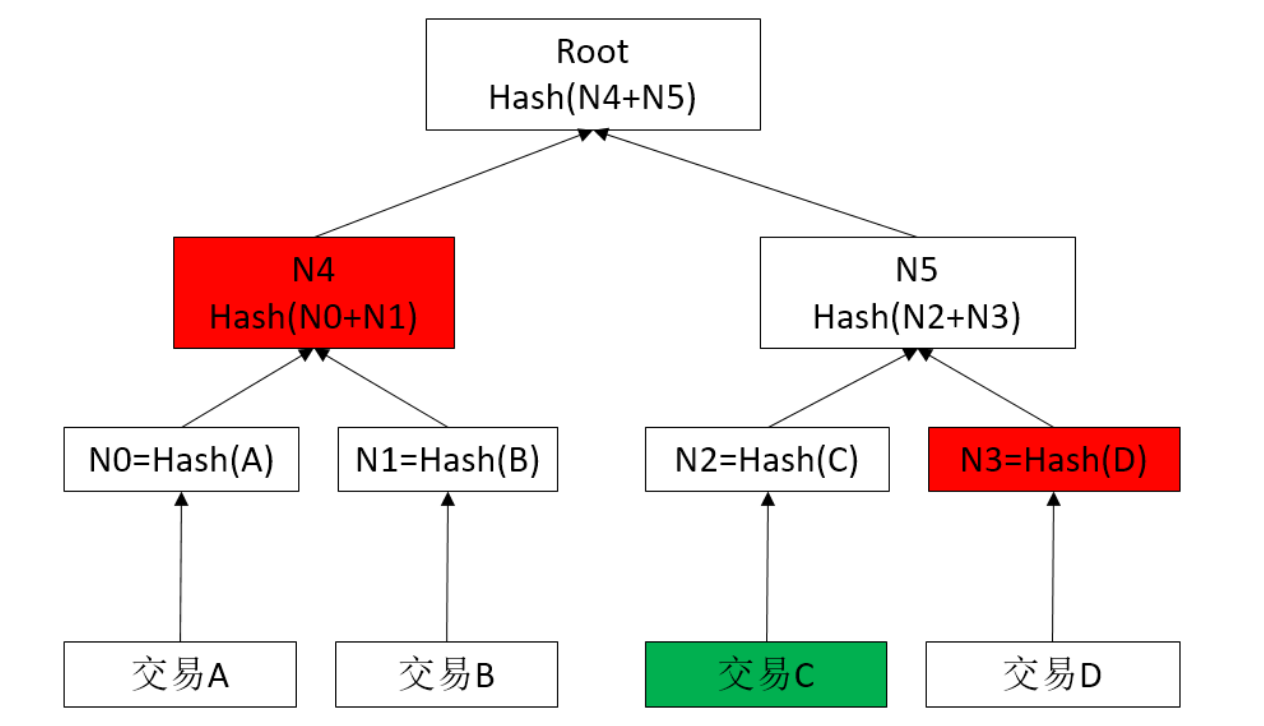 Root
Hash(N4+N5)
N4
Hash(N0+N1)
N5
Hash(N2+N3)
N0=Hash(A)
N1=Hash(B)
N2=Hash(C)
N3=Hash(D)
交易A
交易B
交易C
交易D